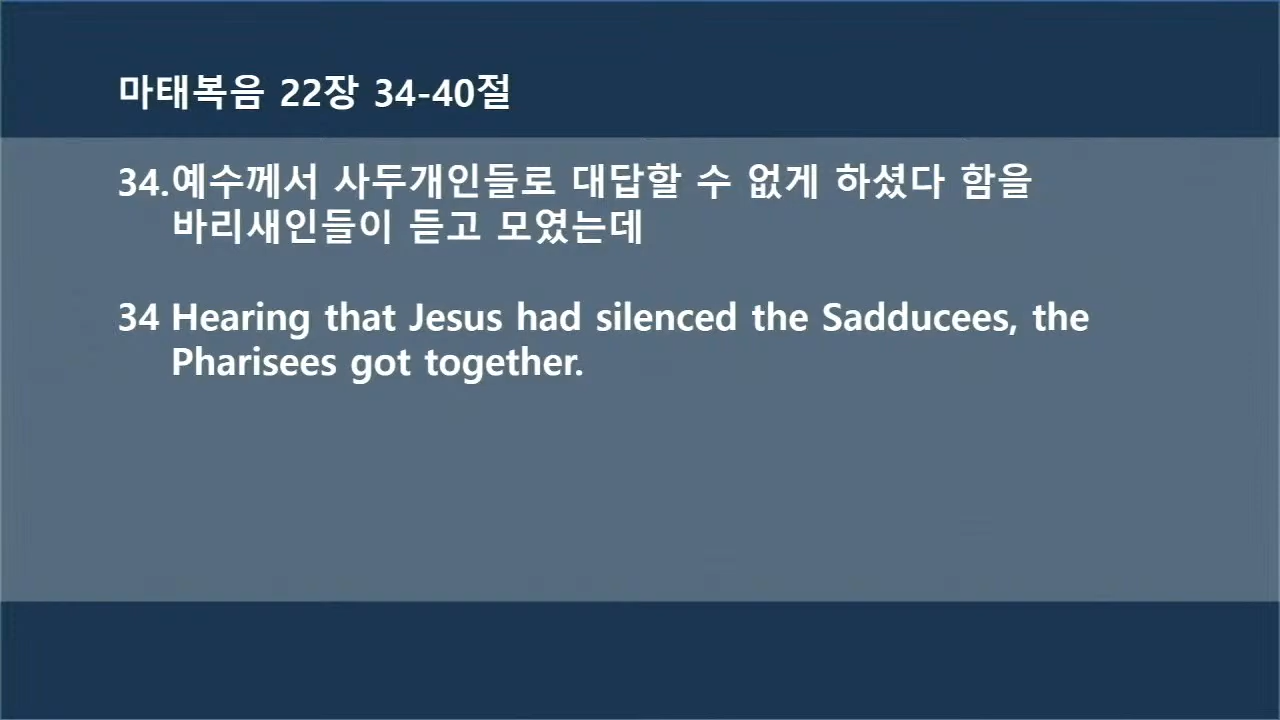 마태복음 22장 34-40절
34.예수께서 사두개인들로 대답할 수 없게 하셨다 함을
바리새인들이 듣고 모였는데
34 Hearing that Jesus had silenced the Sadducees, the
Pharisees got together.